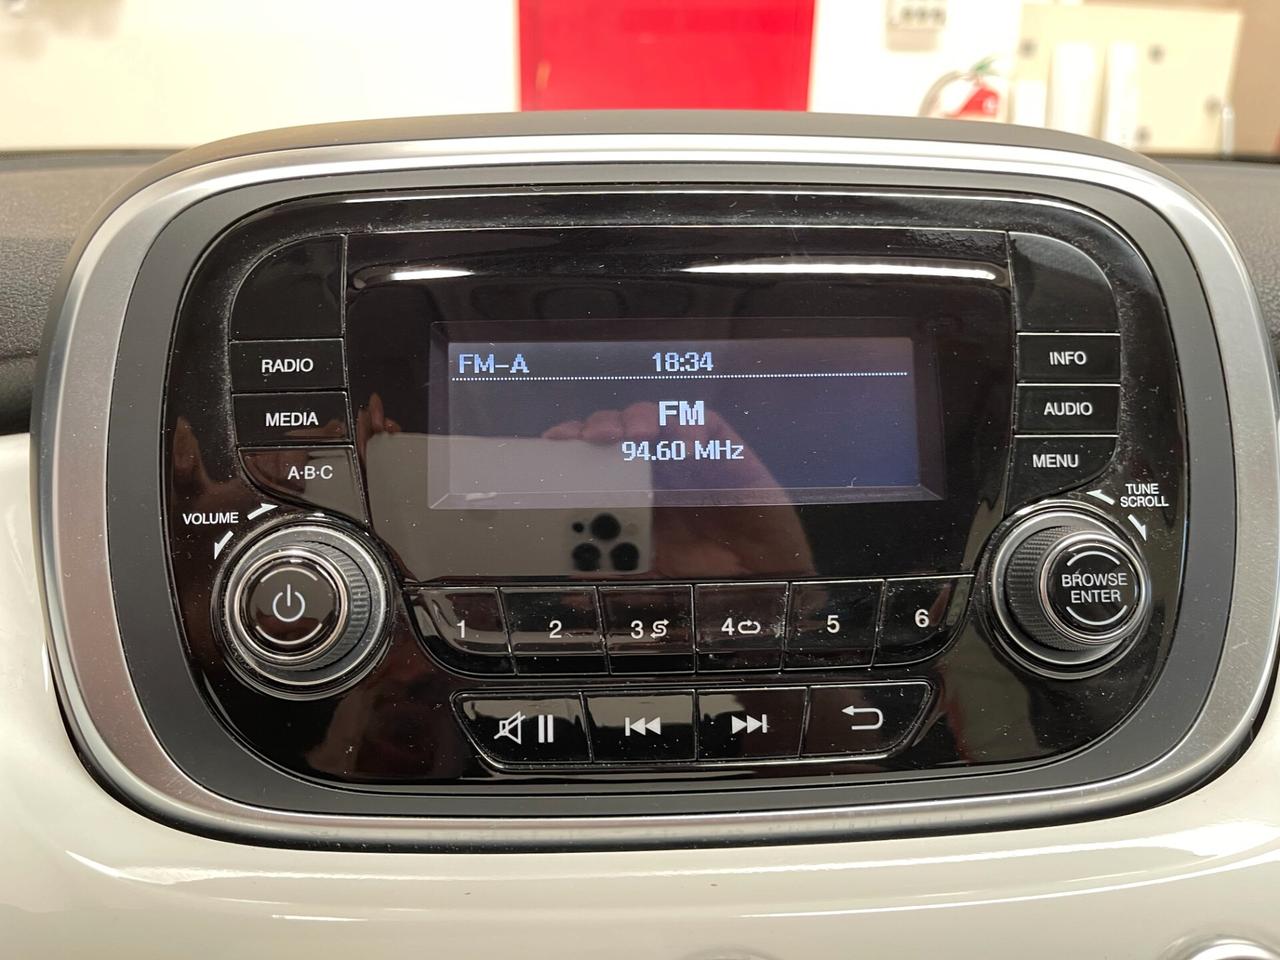 FM-A 18:34
FM
94.60 MHz
RADIO
MEDIA
A·B·C
VOLUME
INFO
AUDIO
MENU
TUNE
SCROLL
BROWSE
ENTER
1 2 3 4 5 6